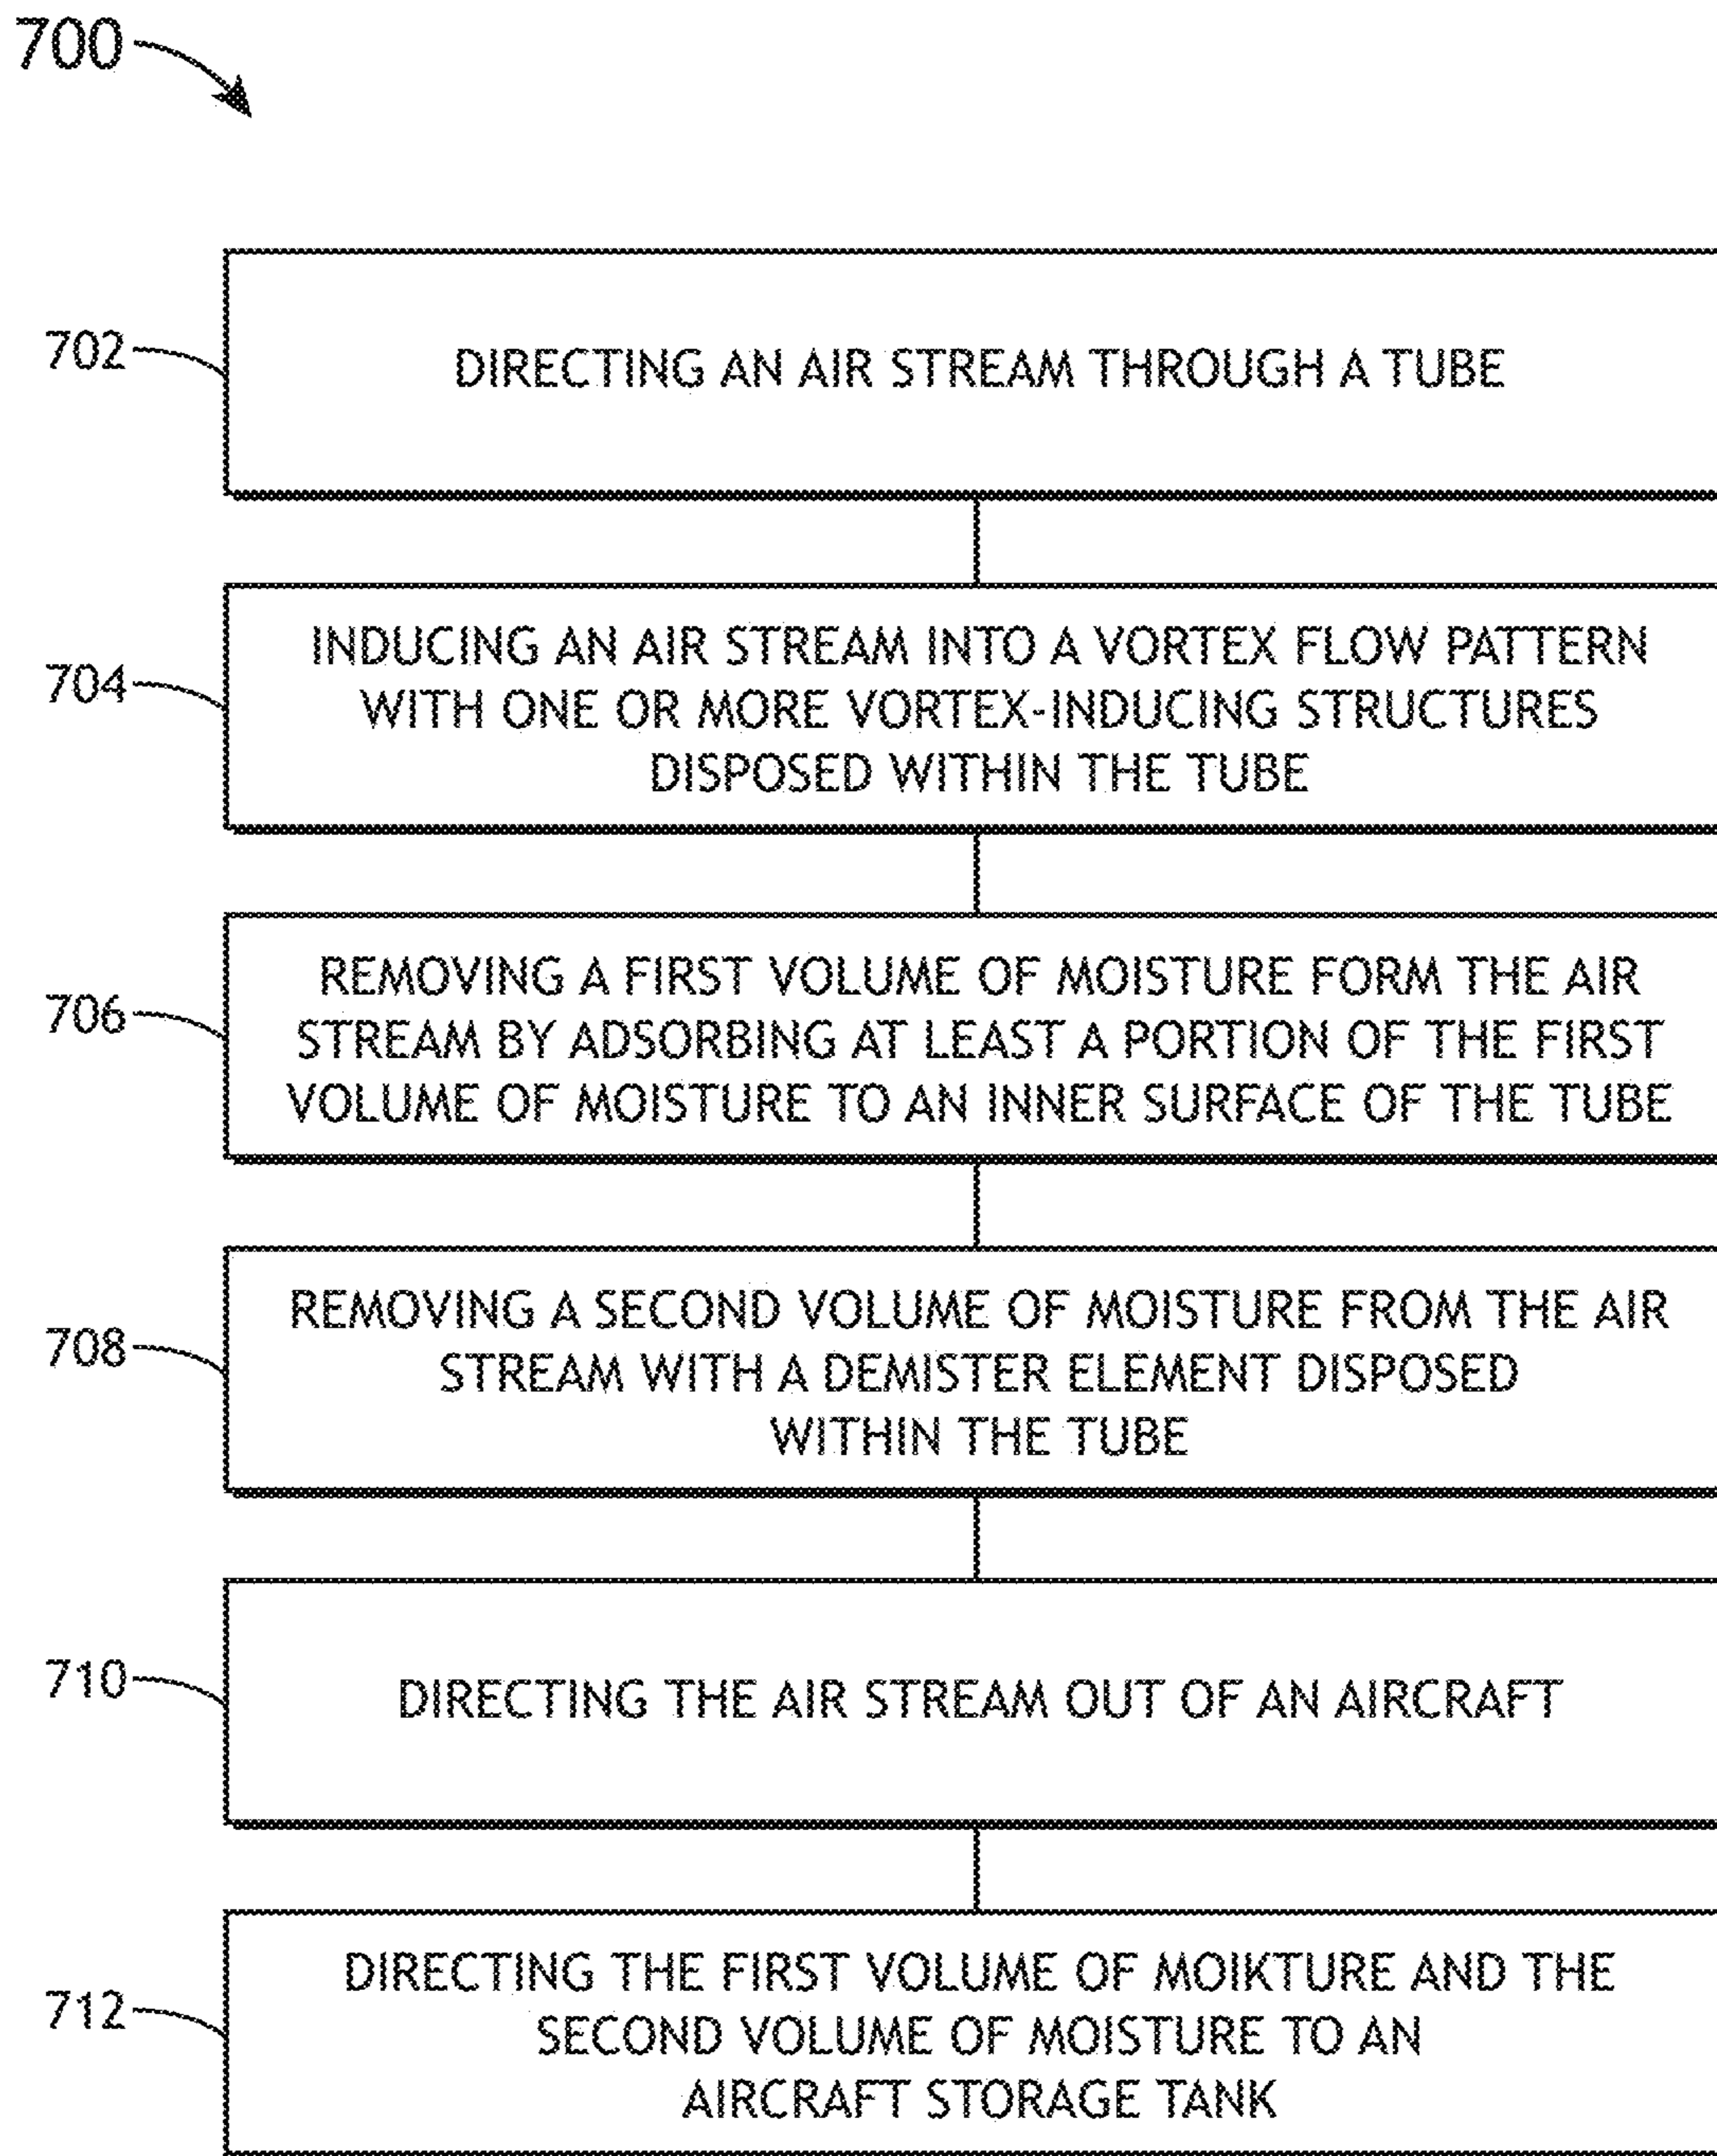 700
702
DIRECTING AN AIR STREAM THROUGH A TUBE
704
INDUCING AN AIR STREAM INTO A VORTEX FLOW PATTERN
WITH ONE OR MORE VORTEX-INDUCING STRUCTURES
DISPOSED WITHIN THE TUBE
706
REMOVING A FIRST VOLUME OF MOISTURE FORM THE AIR
STREAM BY ADSORBING AT LEAST A PORTION OF THE FIRST
VOLUME OF MOISTURE TO AN INNER SURFACE OF THE TUBE
708
REMOVING A SECOND VOLUME OF MOISTURE FROM THE AIR
STREAM WITH A DEMISTER ELEMENT DISPOSED
WITHIN THE TUBE
710
DIRECTING THE AIR STREAM OUT OF AN AIRCRAFT
712
DIRECTING THE FIRST VOLUME OF MOIKTURE AND THE
SECOND VOLUME OF MOISTURE TO AN
AIRCRAFT STORAGE TANK